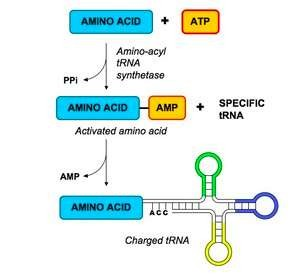 AMINO ACID + ATP
Amino-acyl
tRNA
synthetase
PPi
AMINO ACID AMP + SPECIFIC
tRNA
Activated amino acid
AMP
AMINO ACID
A C C
Charged tRNA